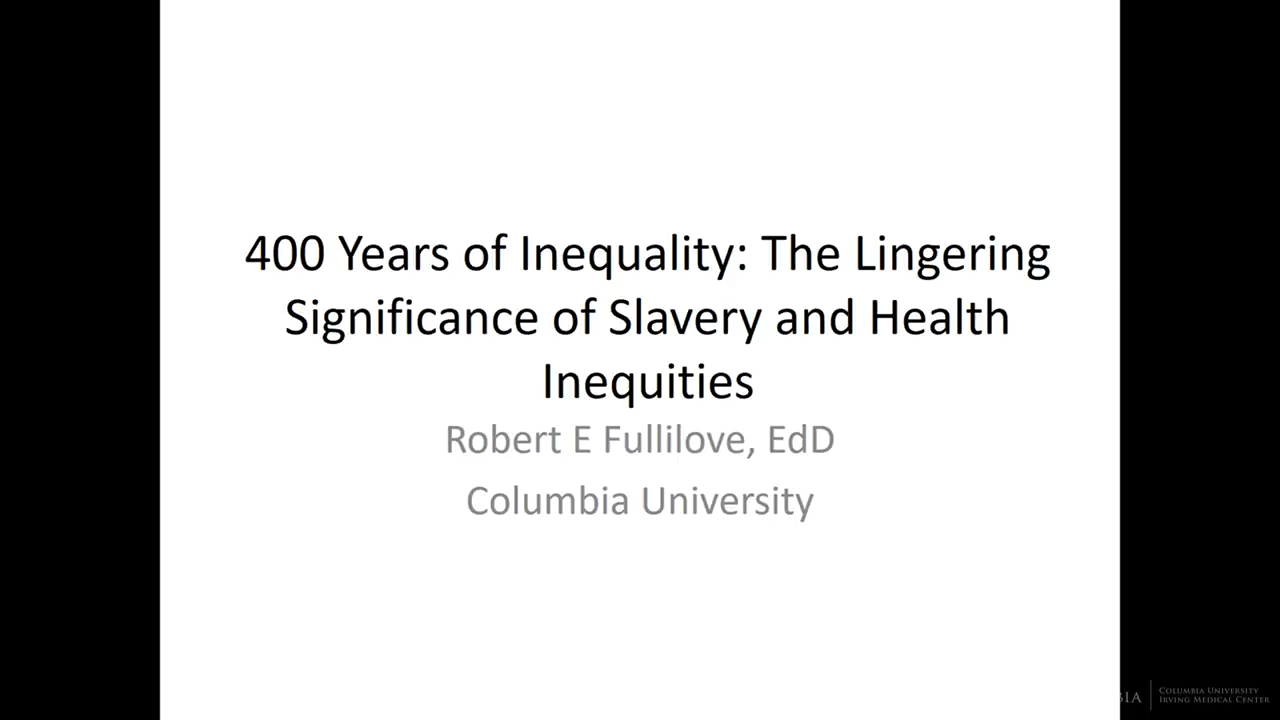 400 Years of Inequality: The Lingering
Significance of Slavery and Health
Inequities
Robert E Fullilove, EdD
Columbia University
BIA
COLUMBIA UNIVERSITY
IRVING MEDICAL CENTER